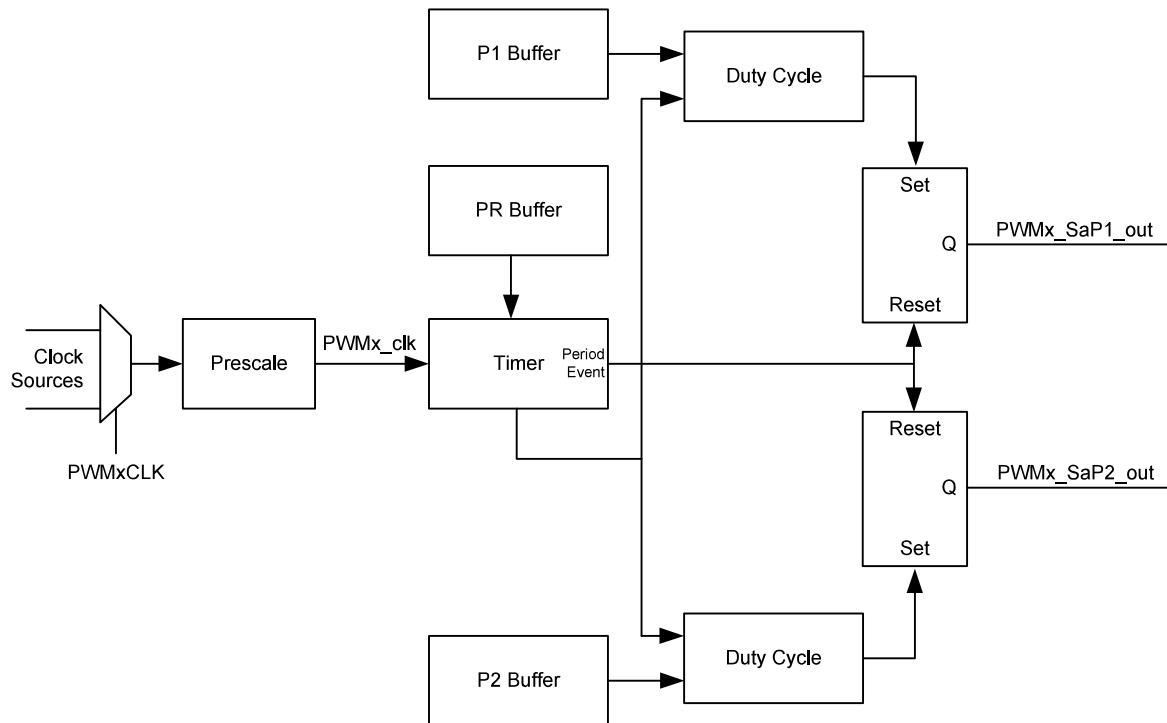 P1 Buffer
Duty Cycle
PR Buffer
Set
Q
Reset
PWMx_SaP1_out
Clock
Sources
Prescale
PWMx_clk
Timer
Period
Event
PWMxCLK
Reset
Q
Set
PWMx_SaP2_out
P2 Buffer
Duty Cycle